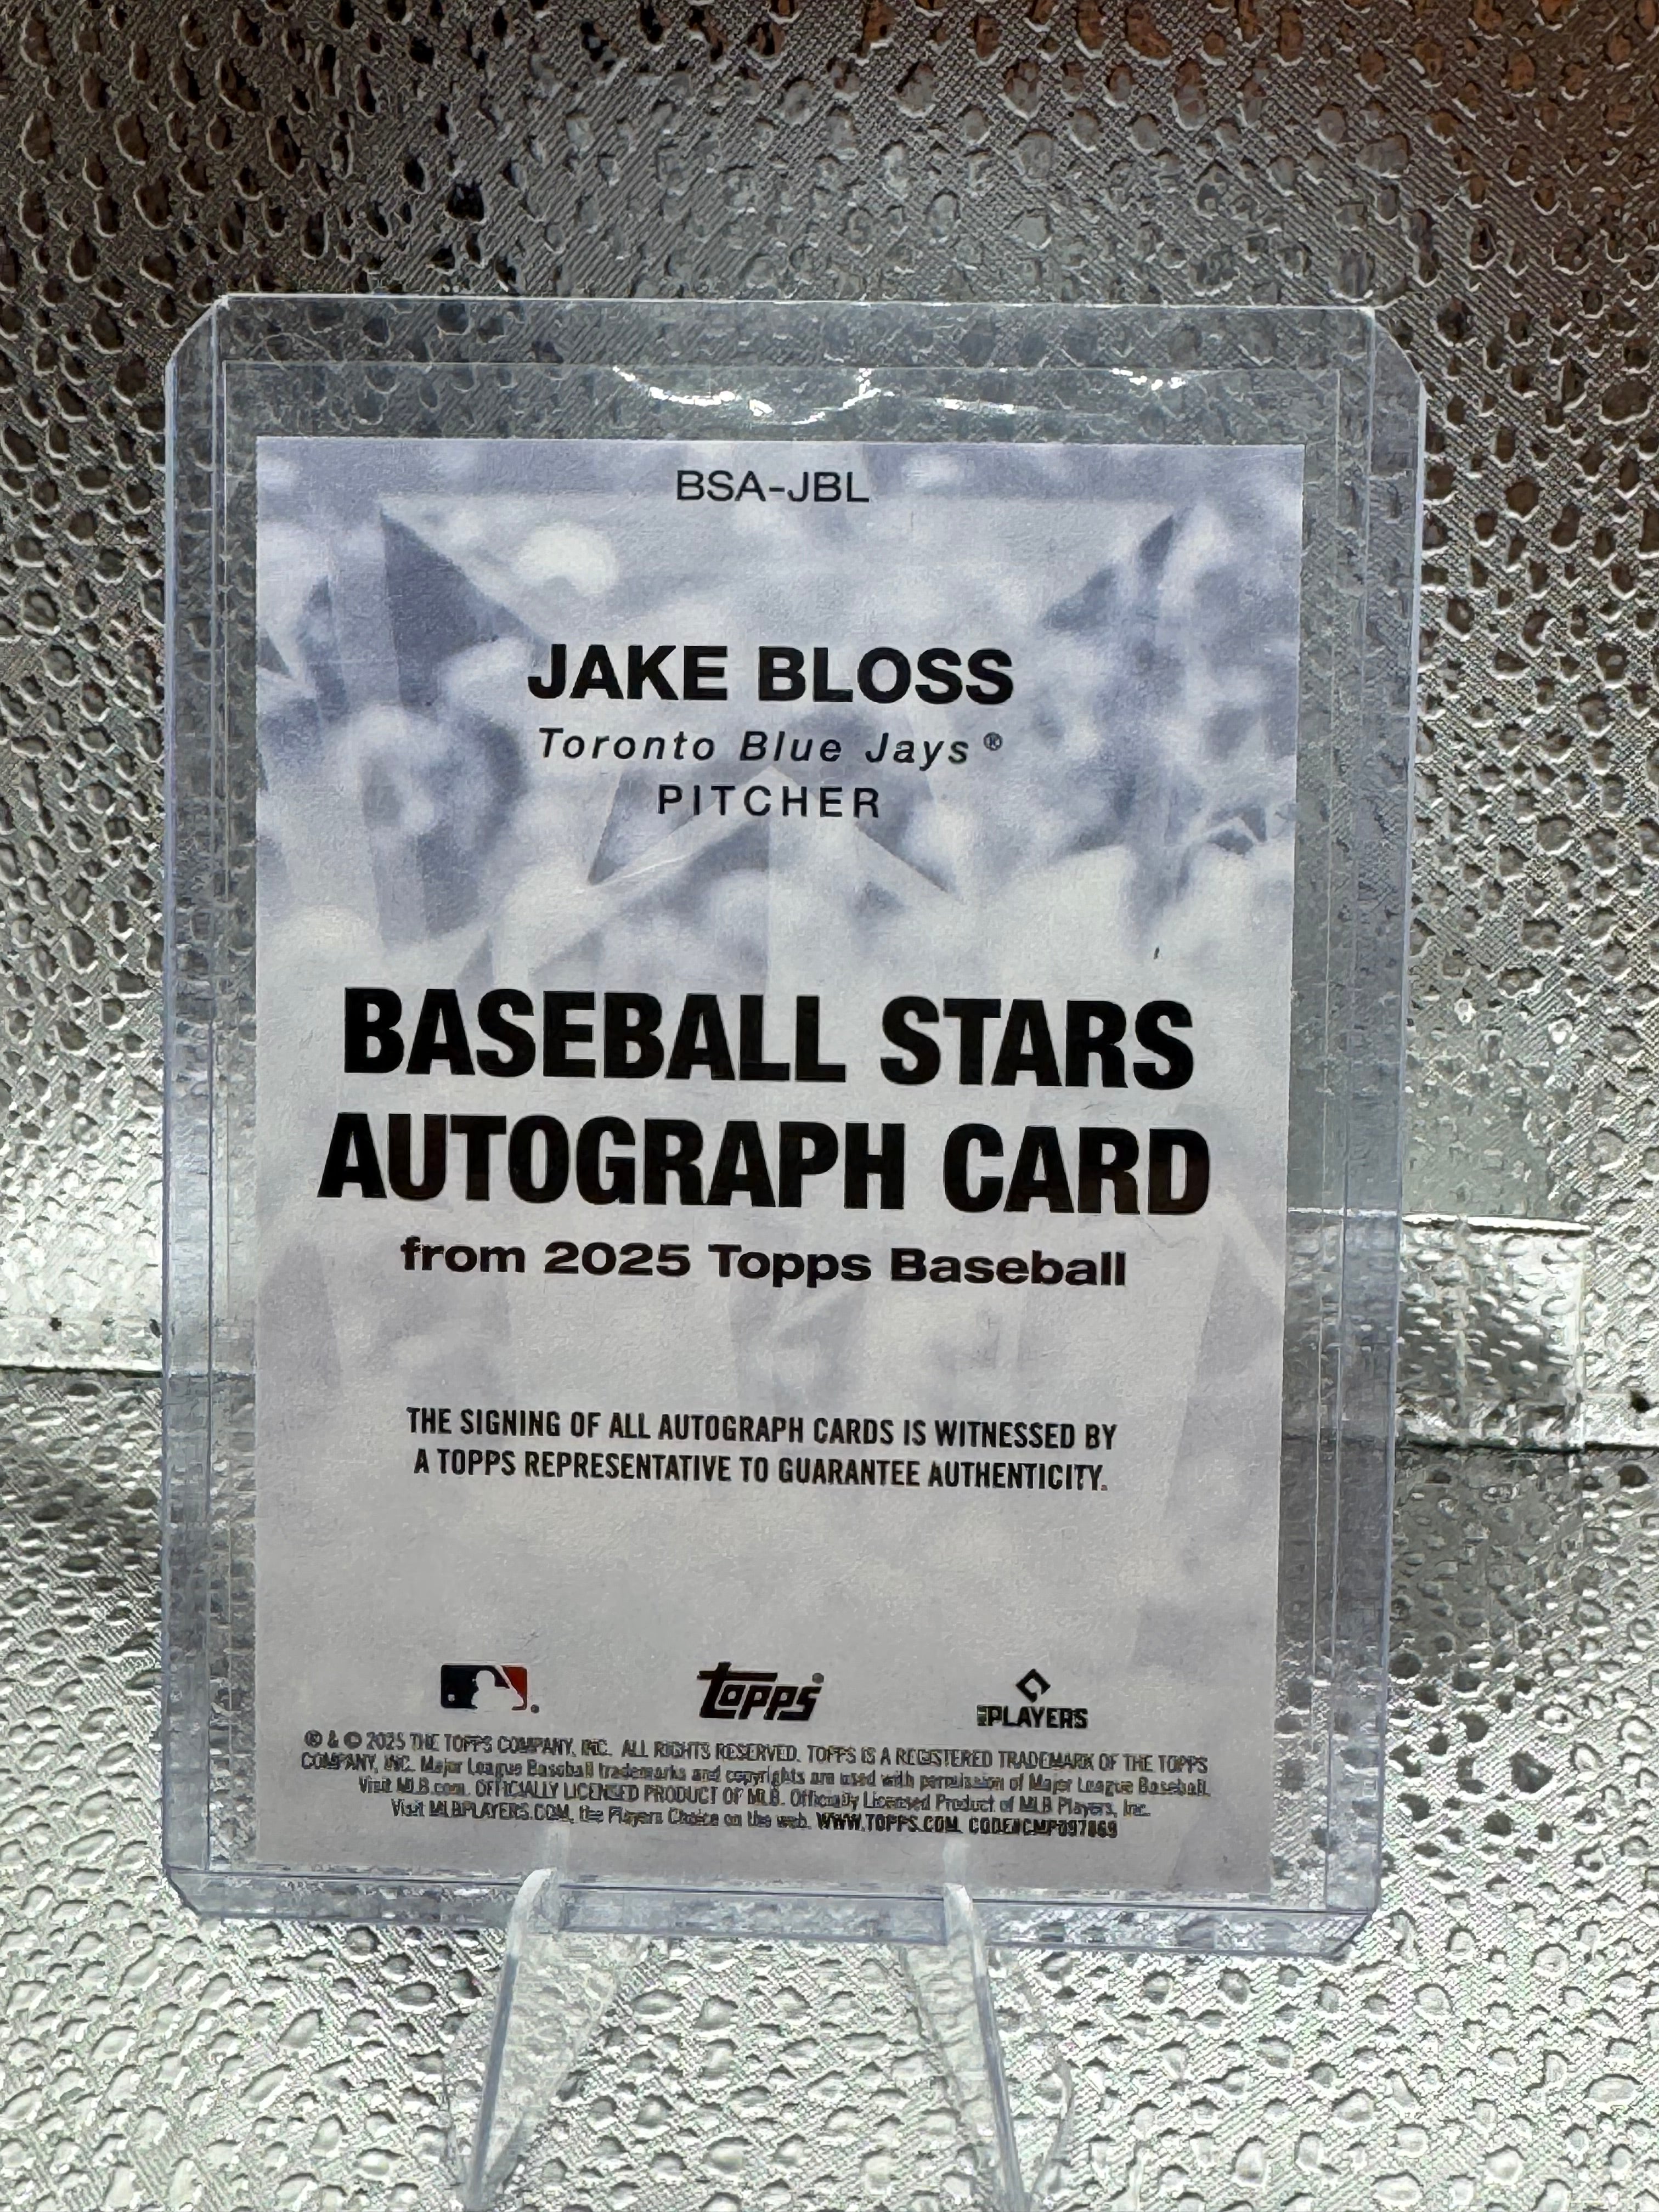 BSA-JBL
JAKE BLOSS
Toronto Blue Jays®
PITCHER
BASEBALL STARS
AUTOGRAPH CARD
from 2025 Topps Baseball
THE SIGNING OF ALL AUTOGRAPH CARDS IS WITNESSED BY
A TOPPS REPRESENTATIVE TO GUARANTEE AUTHENTICITY.
topps
PLAYERS
® & © 2025 THE TOPPS COMPANY, INC. ALL RIGHTS RESERVED. TOPPS IS A REGISTERED TRADEMARK OF THE TOPPS
COMPANY, INC. Major League Baseball trademarks and copyrights are used with permission of Major League Baseball.
Visit MLB.com. OFFICIALLY LICENSED PRODUCT OF MLB. Officially Licensed Product of MLB Players, Inc.
Visit MLBPLAYERS.COM, the Players Choice on the web. WWW.TOPPS.COM. CODE#CMP097869